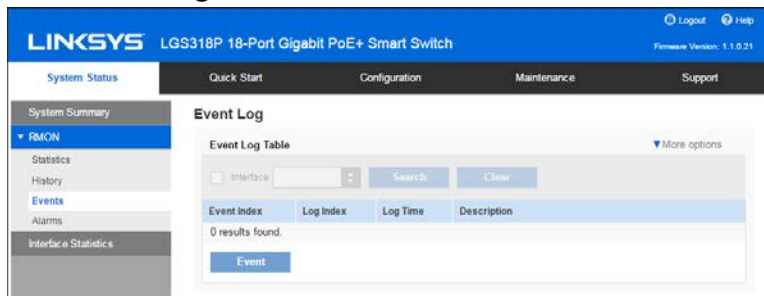 Logout Help
LINKSYS LGS318P 18-Port Gigabit PoE+ Smart Switch
Firmware Version: 1.1.0.21
System Status Quick Start Configuration Maintenance Support
System Summary
RMON
Statistics
History
Events
Alarms
Interface Statistics
Event Log
Event Log Table
More options
Interface Search Clear
Event Index Log Index Log Time Description
0 results found.
Event